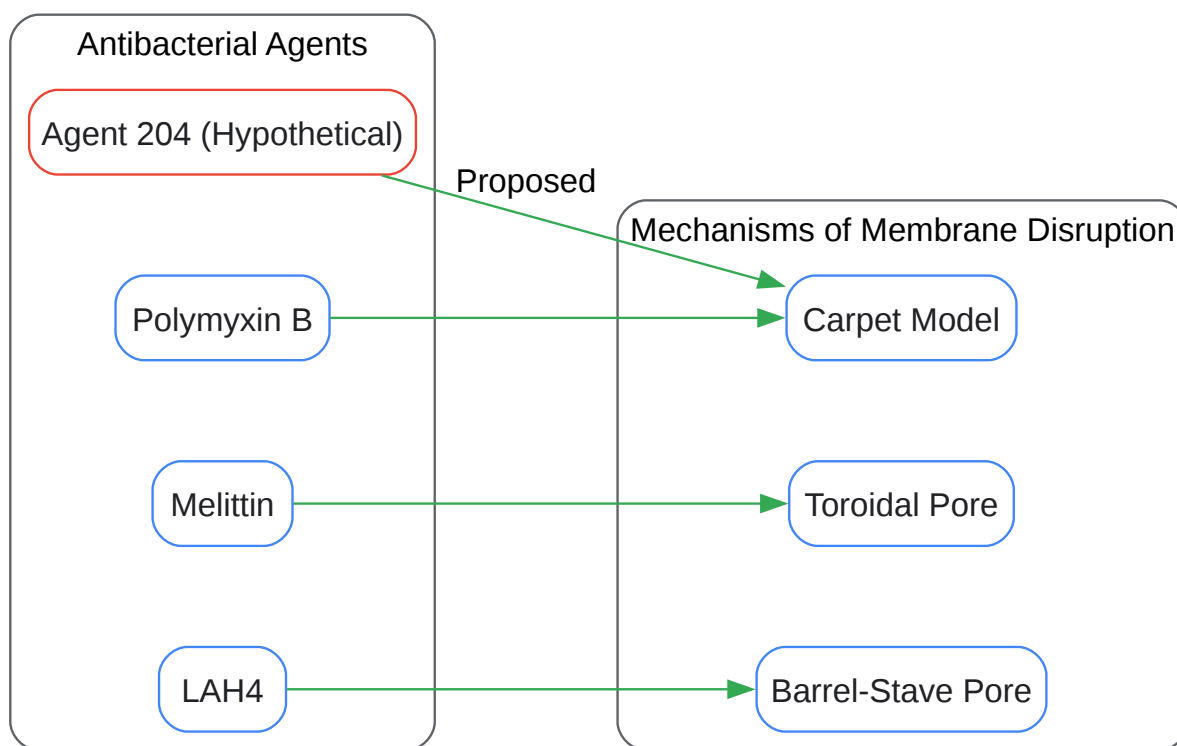 Antibacterial Agents
Agent 204 (Hypothetical)
Proposed
Mechanisms of Membrane Disruption
Polymyxin B
Carpet Model
Melittin
Toroidal Pore
LAH4
Barrel-Stave Pore